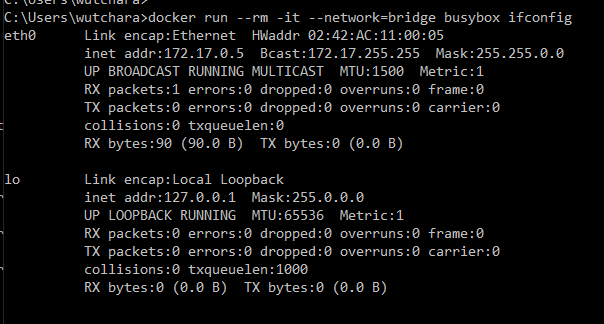 C:\Users\wutchara>
C:\Users\wutchara>docker run --rm -it --network=bridge busybox ifconfig
eth0      Link encap:Ethernet  HWaddr 02:42:AC:11:00:05
          inet addr:172.17.0.5  Bcast:172.17.255.255  Mask:255.255.0.0
          UP BROADCAST RUNNING MULTICAST  MTU:1500  Metric:1
          RX packets:1 errors:0 dropped:0 overruns:0 frame:0
          TX packets:0 errors:0 dropped:0 overruns:0 carrier:0
          collisions:0 txqueuelen:0
          RX bytes:90 (90.0 B)  TX bytes:0 (0.0 B)

lo        Link encap:Local Loopback
          inet addr:127.0.0.1  Mask:255.0.0.0
          UP LOOPBACK RUNNING  MTU:65536  Metric:1
          RX packets:0 errors:0 dropped:0 overruns:0 frame:0
          TX packets:0 errors:0 dropped:0 overruns:0 carrier:0
          collisions:0 txqueuelen:1000
          RX bytes:0 (0.0 B)  TX bytes:0 (0.0 B)